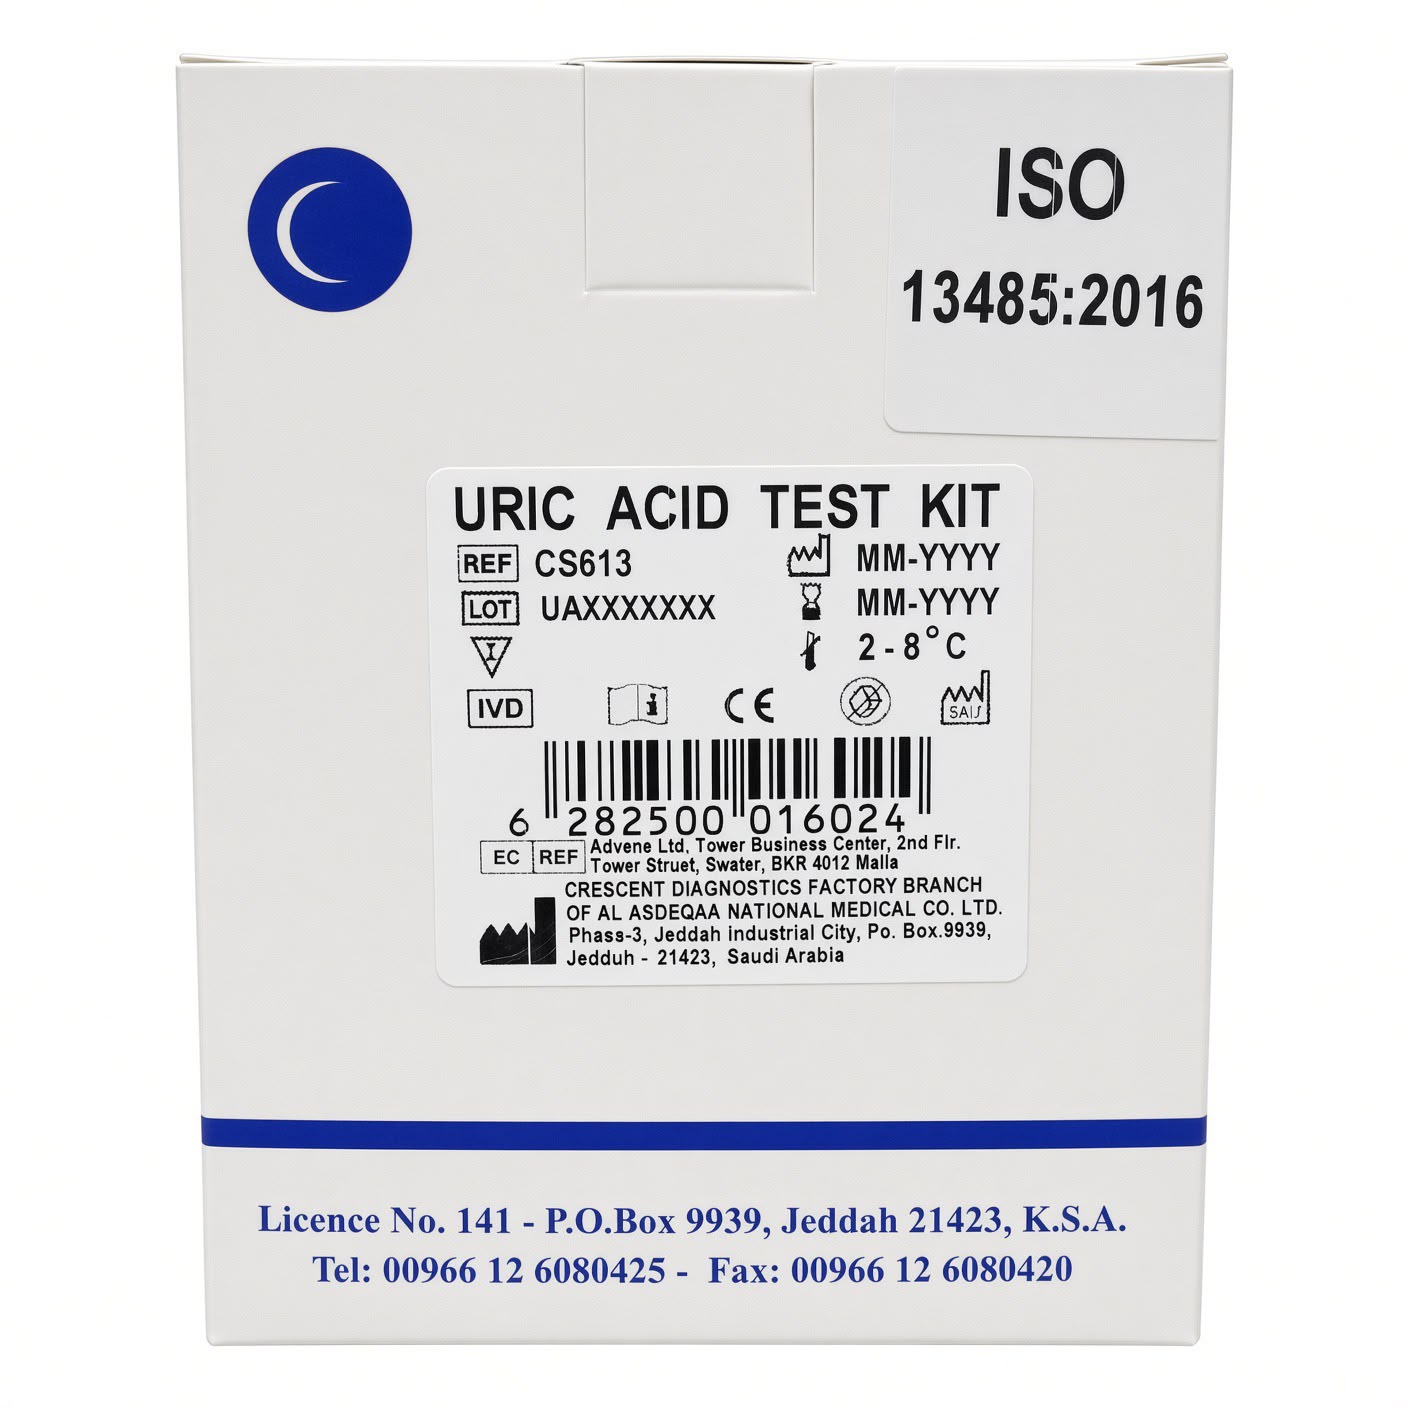 ISO
13485:2016
URIC ACID TEST KIT
REF CS613
MM-YYYY
LOT UAXXXXXXX
MM-YYYY
2-8°C
IVD
i
CE
SAIJ
6 282500 016024
EC REF Advene Ltd, Tower Business Center, 2nd Flr.
Tower Struet, Swater, BKR 4012 Malla
CRESCENT DIAGNOSTICS FACTORY BRANCH
OF AL ASDEQAA NATIONAL MEDICAL CO. LTD.
Phass-3, Jeddah industrial City, Po. Box.9939,
Jedduh - 21423, Saudi Arabia
Licence No. 141 - P.O.Box 9939, Jeddah 21423, K.S.A.
Tel: 00966 12 6080425 - Fax: 00966 12 6080420